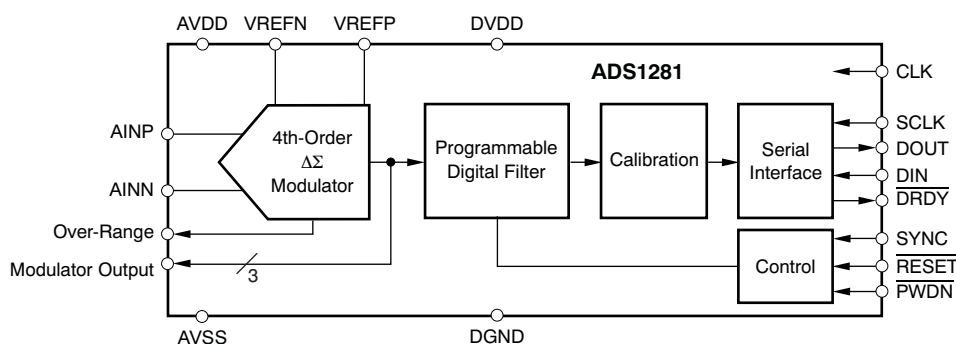 AVDD VREFN VREFP DVDD
ADS1281
CLK
AINP
4th-Order
ΔΣ
Modulator
Programmable
Digital Filter
Calibration
Serial
Interface
SCLK
DOUT
DIN
DRDY
AINN
Over-Range
Modulator Output
3
Control
SYNC
RESET
PWDN
AVSS DGND